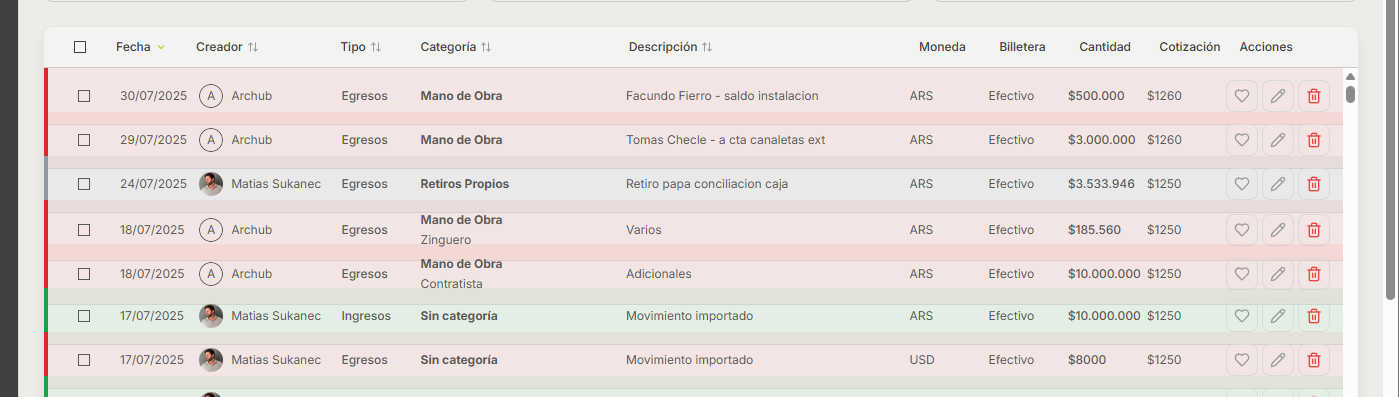 Fecha Creador Tipo Categoría Descripción Moneda Billetera Cantidad Cotización Acciones
30/07/2025 A Archub Egresos Mano de Obra Facundo Fierro - saldo instalacion ARS Efectivo $500.000 $1260
29/07/2025 A Archub Egresos Mano de Obra Tomas Checle - a cta canaletas ext ARS Efectivo $3.000.000 $1260
24/07/2025 Matias Sukanec Egresos Retiros Propios Retiro papa conciliacion caja ARS Efectivo $3.533.946 $1250
18/07/2025 A Archub Egresos Mano de Obra Varios ARS Efectivo $185.560 $1250
Zinguero
18/07/2025 A Archub Egresos Mano de Obra Adicionales ARS Efectivo $10.000.000 $1250
Contratista
17/07/2025 Matias Sukanec Ingresos Sin categoría Movimiento importado ARS Efectivo $10.000.000 $1250
17/07/2025 Matias Sukanec Egresos Sin categoría Movimiento importado USD Efectivo $8000 $1250